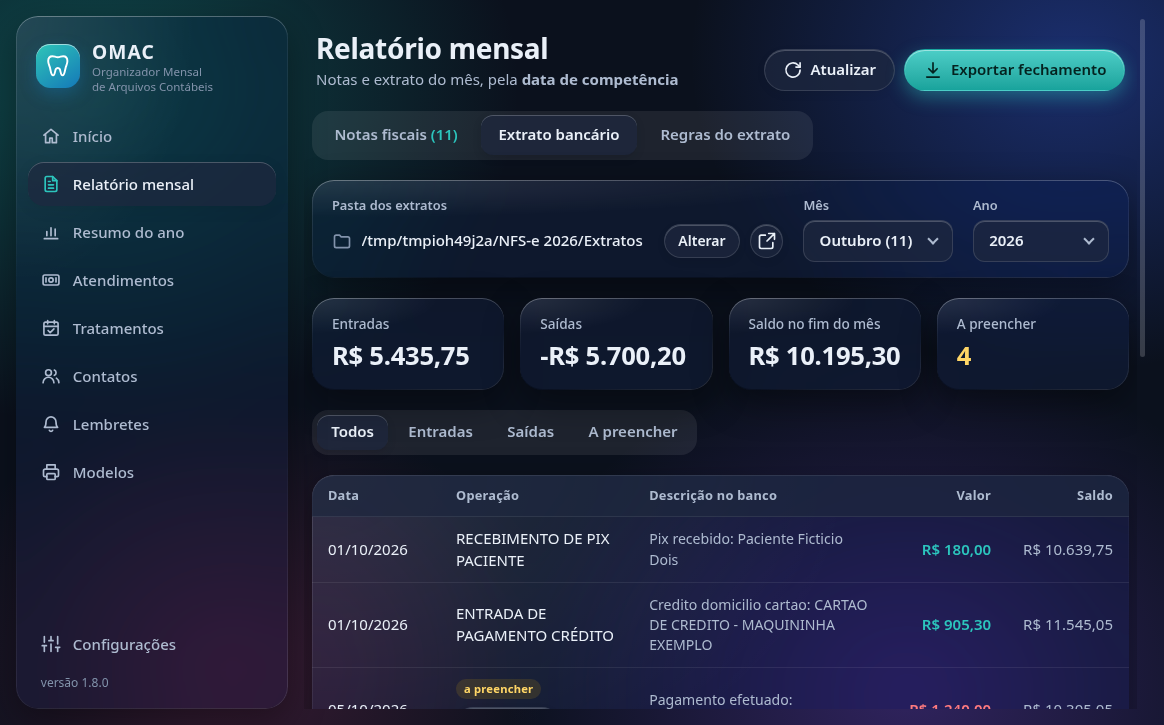 OMAC
Organizador Mensal
de Arquivos Contábeis
Início
Relatório mensal
Resumo do ano
Atendimentos
Tratamentos
Contatos
Lembretes
Modelos
Configurações
versão 1.8.0
Relatório mensal
Notas e extrato do mês, pela data de competência
Atualizar
Exportar fechamento
Notas fiscais (11)
Extrato bancário
Regras do extrato
Pasta dos extratos
/tmp/tmpioh49j2a/NFS-e 2026/Extratos
Alterar
Mês
Outubro (11)
Ano
2026
Entradas
R$ 5.435,75
Saídas
-R$ 5.700,20
Saldo no fim do mês
R$ 10.195,30
A preencher
4
Todos
Entradas
Saídas
A preencher
Data Operação Descrição no banco Valor Saldo
01/10/2026
RECEBIMENTO DE PIX
PACIENTE
Pix recebido: Paciente Ficticio
Dois
R$ 180,00
R$ 10.639,75
01/10/2026
ENTRADA DE
PAGAMENTO CRÉDITO
Credito domicilio cartao: CARTAO
DE CREDITO - MAQUININHA
EXEMPLO
R$ 905,30
R$ 11.545,05
a preencher
Pagamento efetuado: